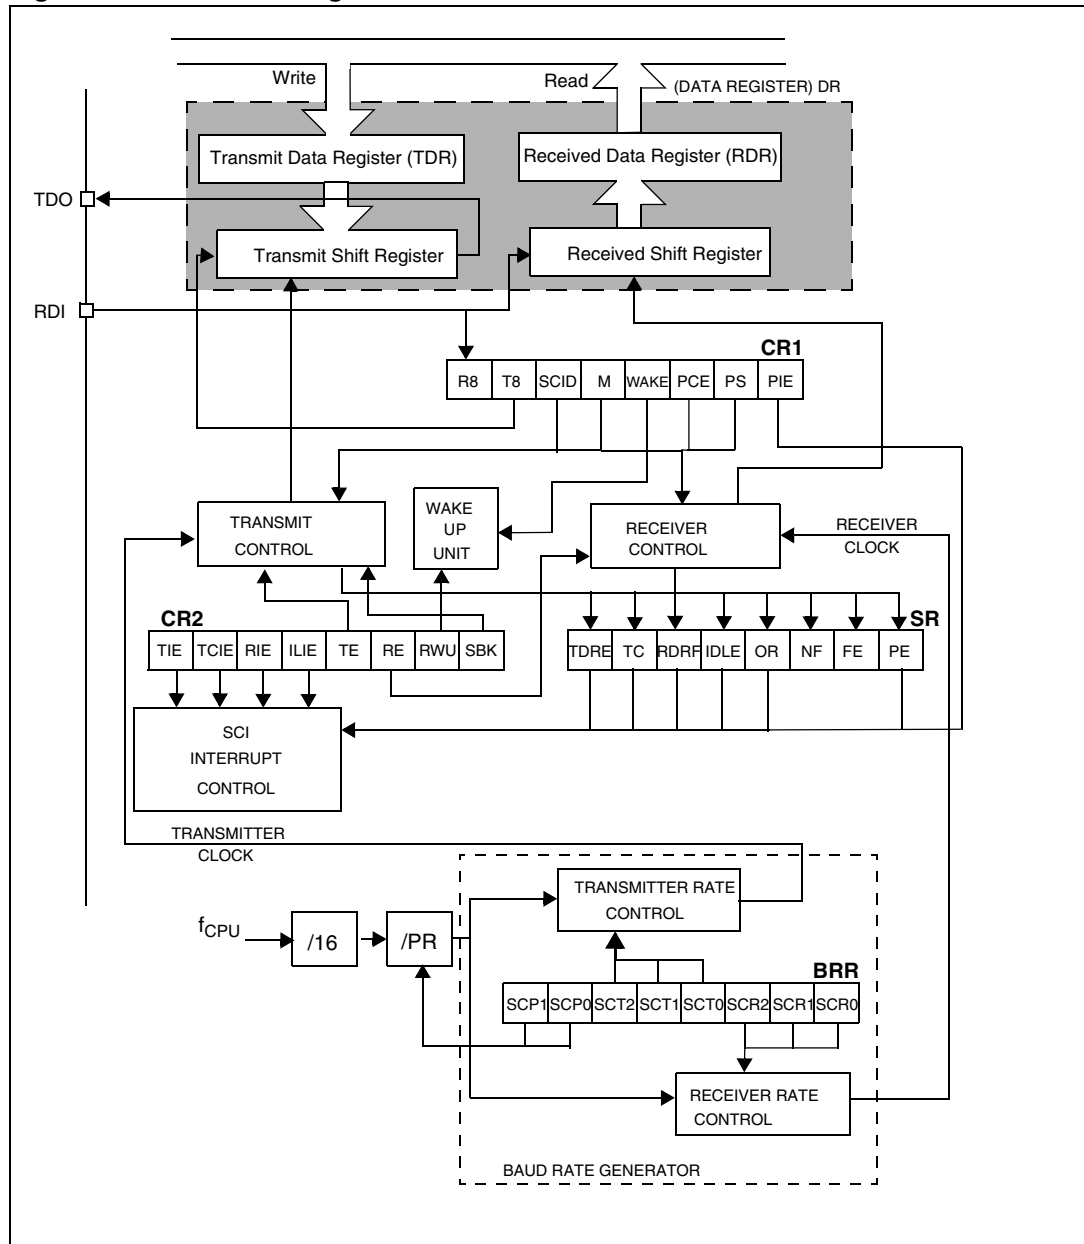 Write
Read
(DATA REGISTER) DR
Transmit Data Register (TDR)
Received Data Register (RDR)
TDO
Transmit Shift Register
Received Shift Register
RDI
CR1
R8 T8 SCID M WAKE PCE PS PIE
TRANSMIT
CONTROL
WAKE
UP
UNIT
RECEIVER
CONTROL
RECEIVER
CLOCK
CR2
TIE TCIE RIE ILIE TE RE RWU SBK
SR
TDRE TC RDRF IDLE OR NF FE PE
SCI
INTERRUPT
CONTROL
TRANSMITTER
CLOCK
TRANSMITTER RATE
CONTROL
fCPU
/16
/PR
BRR
SCP1 SCP0 SCT2 SCT1 SCT0 SCR2 SCR1 SCR0
RECEIVER RATE
CONTROL
BAUD RATE GENERATOR